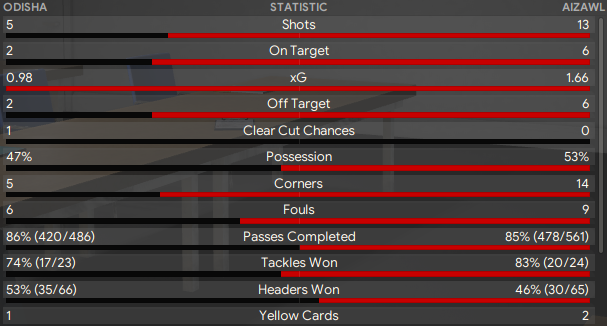 ODISHA STATISTIC AIZAWL
5 Shots 13
2 On Target 6
0.98 xG 1.66
2 Off Target 6
1 Clear Cut Chances 0
47% Possession 53%
5 Corners 14
6 Fouls 9
86% (420/486) Passes Completed 85% (478/561)
74% (17/23) Tackles Won 83% (20/24)
53% (35/66) Headers Won 46% (30/65)
1 Yellow Cards 2